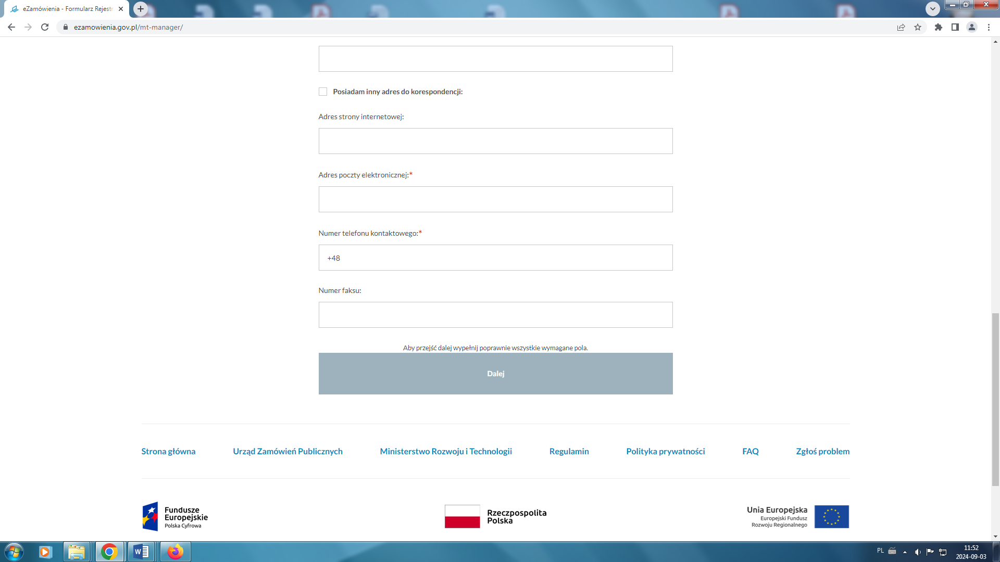 eZamówienia - Formularz Rejestr
ezamowienia.gov.pl/mt-manager/
Posiadam inny adres do korespondencji:
Adres strony internetowej:
Adres poczty elektronicznej:*
Numer telefonu kontaktowego:*
+48
Numer faksu:
Aby przejść dalej wypełnij poprawnie wszystkie wymagane pola.
Dalej
Strona główna Urząd Zamówień Publicznych Ministerstwo Rozwoju i Technologii Regulamin Polityka prywatności FAQ Zgłoś problem
Fundusze
Europejskie
Polska Cyfrowa
Rzeczpospolita
Polska
Unia Europejska
Europejski Fundusz
Rozwoju Regionalnego
PL
11:52
2024-09-03